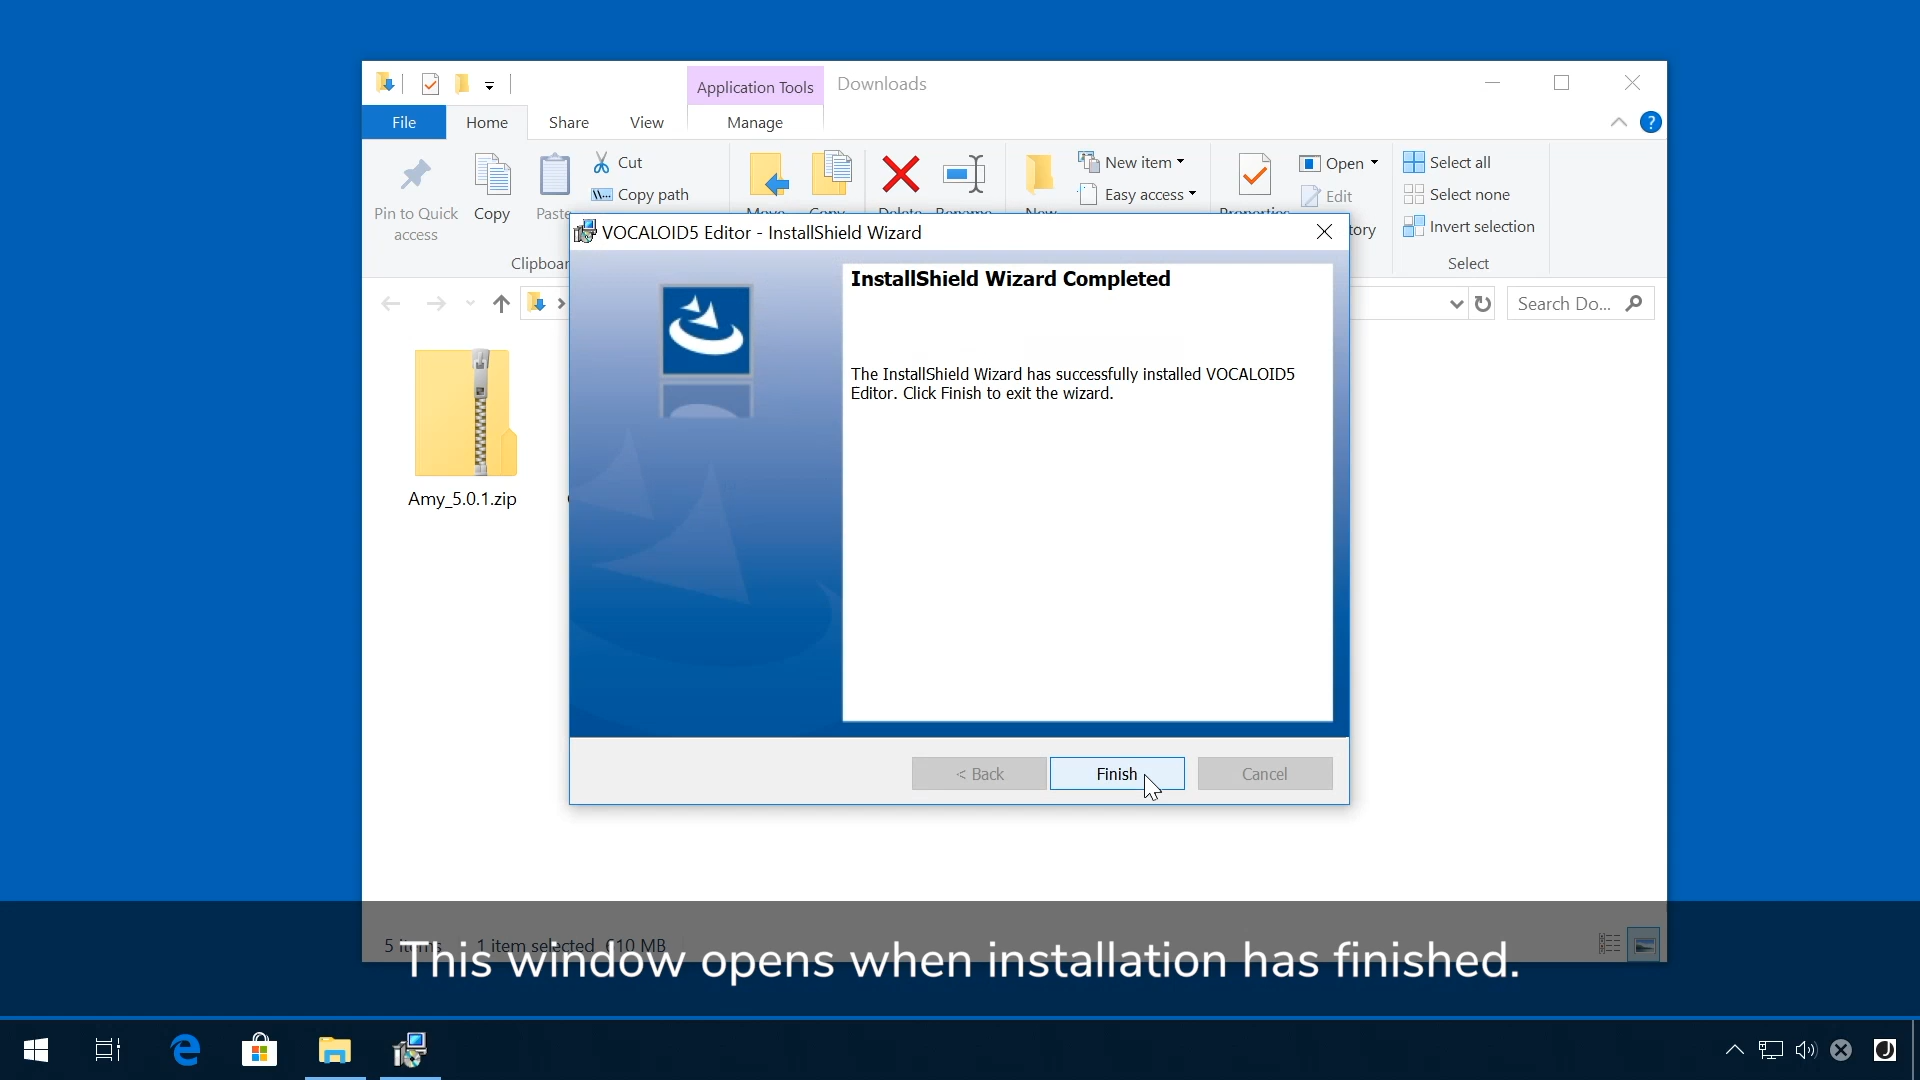 Application Tools
Downloads
File
Home
Share
View
Manage
Pin to Quick
access
Copy
Paste
Cut
Copy path
Move
Copy
Delete
Rename
New
New item
Easy access
Properties
Open
Edit
Select all
Select none
Invert selection
Select
Search Do...
Amy_5.0.1.zip
VOCALOID5 Editor - InstallShield Wizard
InstallShield Wizard Completed
The InstallShield Wizard has successfully installed VOCALOID5
Editor. Click Finish to exit the wizard.
< Back
Finish
Cancel
5 items
1 item selected 610 MB
This window opens when installation has finished.